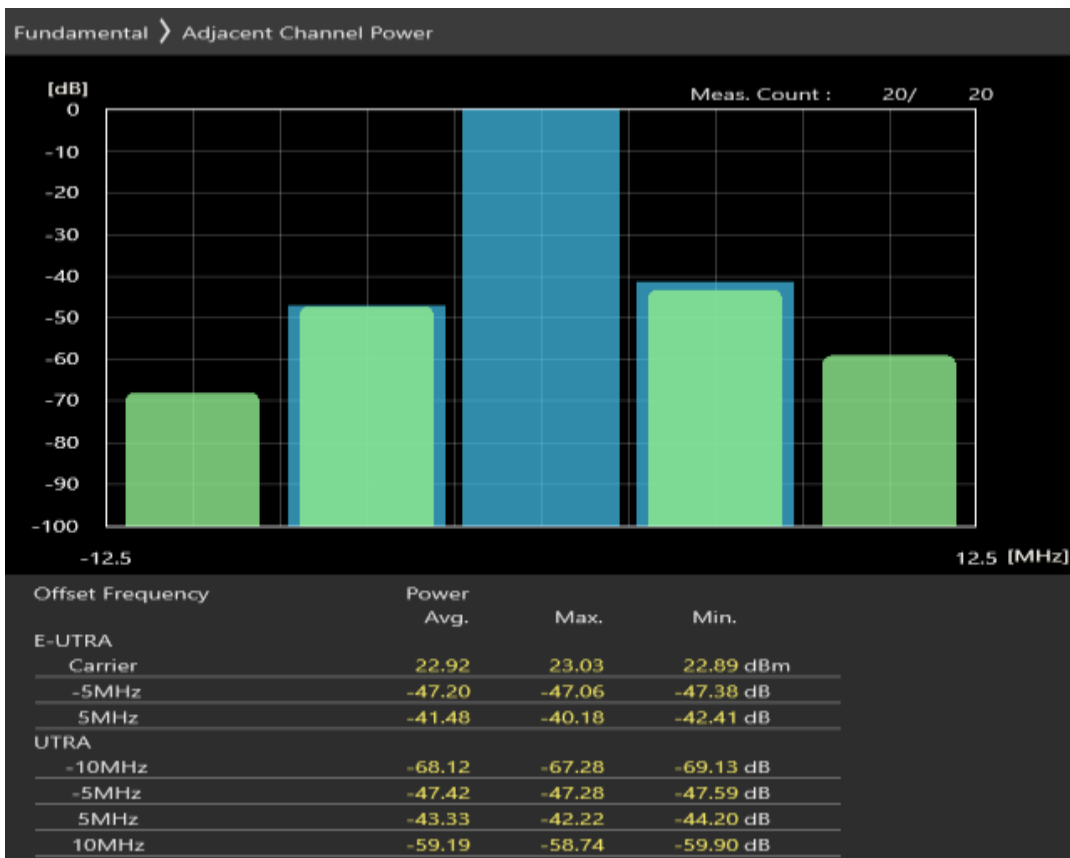 Fundamental 〉 Adjacent Channel Power
[dB]
Meas. Count : 20/ 20
0
-10
-20
-30
-40
-50
-60
-70
-80
-90
-100
-12.5 12.5 [MHz]
Offset Frequency Power
Avg. Max. Min.
E-UTRA
Carrier 22.92 23.03 22.89 dBm
-5MHz -47.20 -47.06 -47.38 dB
5MHz -41.48 -40.18 -42.41 dB
UTRA
-10MHz -68.12 -67.28 -69.13 dB
-5MHz -47.42 -47.28 -47.59 dB
5MHz -43.33 -42.22 -44.20 dB
10MHz -59.19 -58.74 -59.90 dB